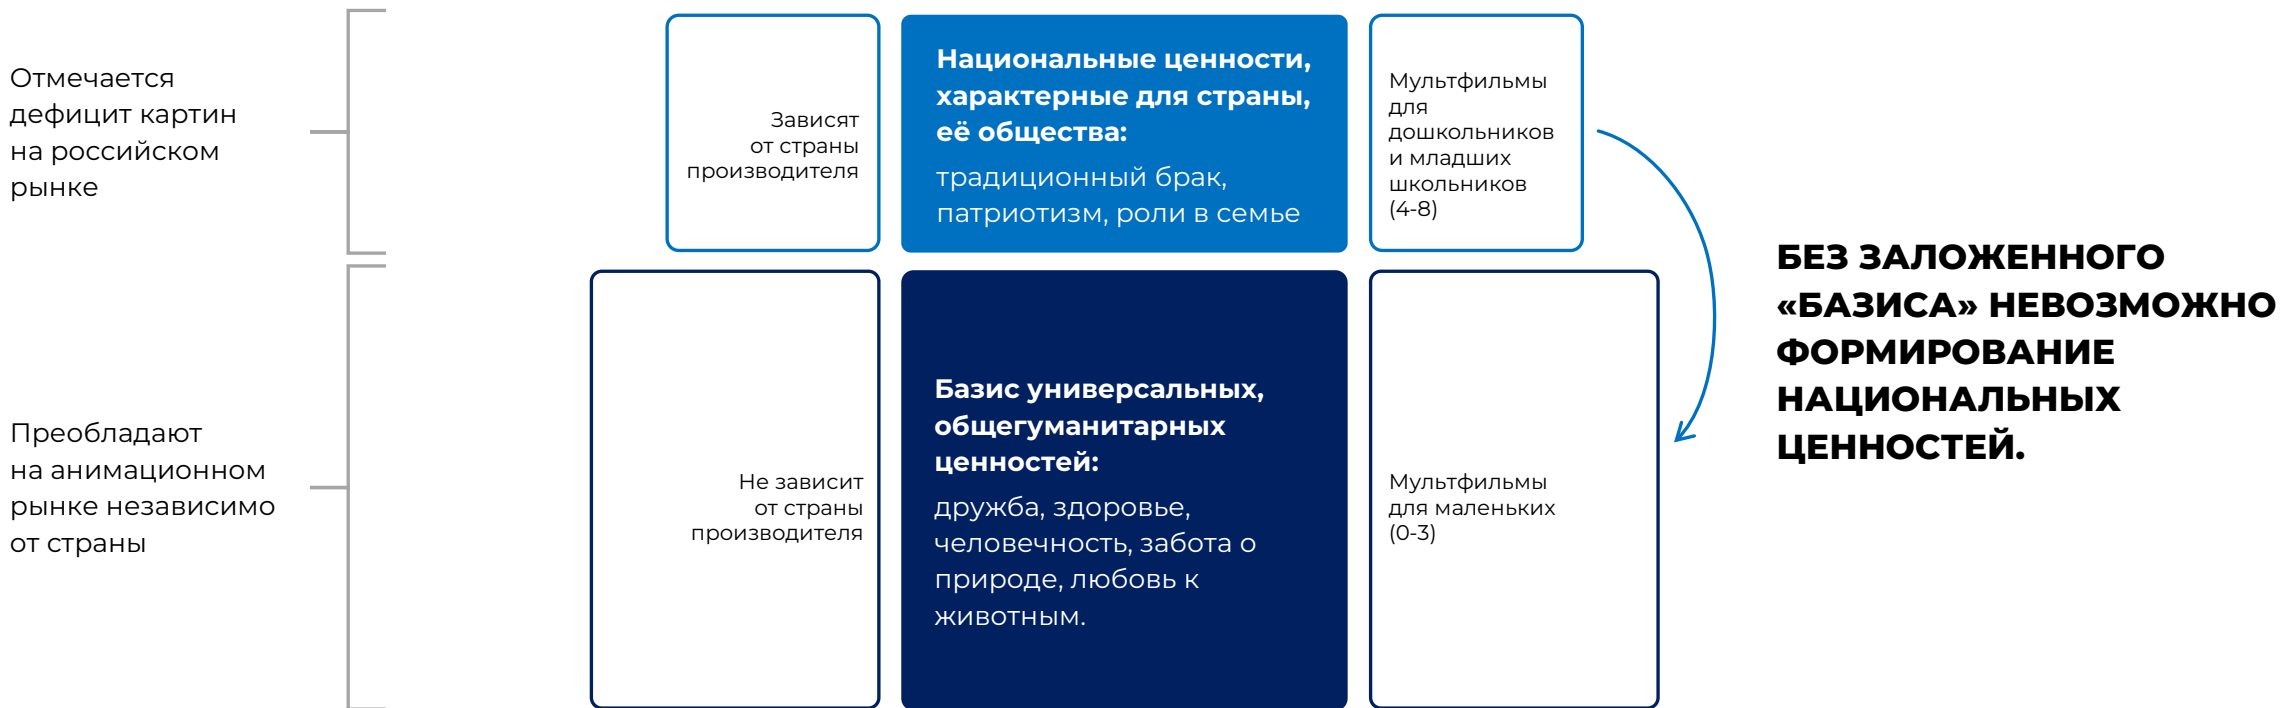 Отмечается
дефицит картин
на российском
рынке
Зависят
от страны
производителя
Национальные ценности,
характерные для страны,
её общества:
традиционный брак,
патриотизм, роли в семье
Мультфильмы
для
дошкольников
и младших
школьников
(4-8)
БЕЗ ЗАЛОЖЕННОГО
«БАЗИСА» НЕВОЗМОЖНО
ФОРМИРОВАНИЕ
НАЦИОНАЛЬНЫХ
ЦЕННОСТЕЙ.
Преобладают
на анимационном
рынке независимо
от страны
Не зависит
от страны
производителя
Базис универсальных,
общегуманитарных
ценностей:
дружба, здоровье,
человечность, забота о
природе, любовь к
животным.
Мультфильмы
для маленьких
(0-3)